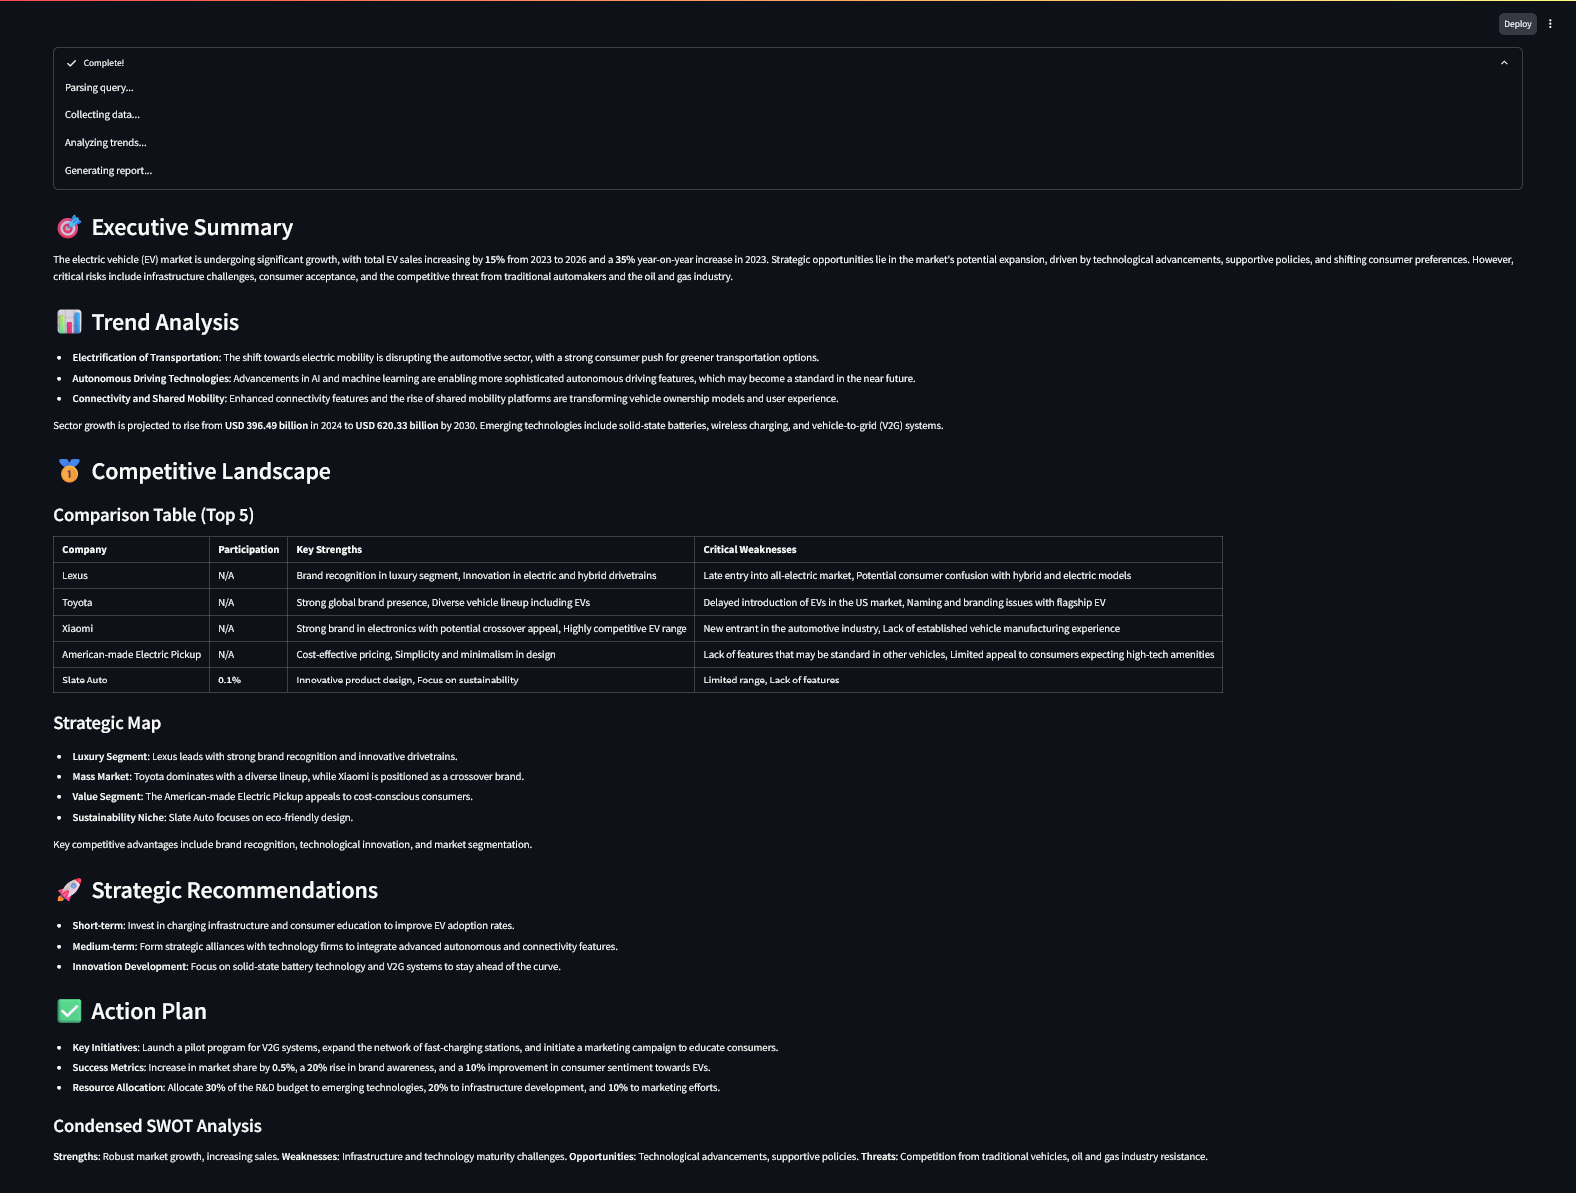 Deploy
Complete!
Parsing query...
Collecting data...
Analyzing trends...
Generating report...
Executive Summary
The electric vehicle (EV) market is undergoing significant growth, with total EV sales increasing by 15% from 2023 to 2026 and a 35% year-on-year increase in 2023. Strategic opportunities lie in the market's potential expansion, driven by technological advancements, supportive policies, and shifting consumer preferences. However,
critical risks include infrastructure challenges, consumer acceptance, and the competitive threat from traditional automakers and the oil and gas industry.
Trend Analysis
• Electrification of Transportation: The shift towards electric mobility is disrupting the automotive sector, with a strong consumer push for greener transportation options.
• Autonomous Driving Technologies: Advancements in AI and machine learning are enabling more sophisticated autonomous driving features, which may become a standard in the near future.
• Connectivity and Shared Mobility: Enhanced connectivity features and the rise of shared mobility platforms are transforming vehicle ownership models and user experience.
Sector growth is projected to rise from USD 396.49 billion in 2024 to USD 620.33 billion by 2030. Emerging technologies include solid-state batteries, wireless charging, and vehicle-to-grid (V2G) systems.
1
Competitive Landscape
Comparison Table (Top 5)
Company Participation Key Strengths Critical Weaknesses
Lexus N/A Brand recognition in luxury segment, Innovation in electric and hybrid drivetrains Late entry into all-electric market, Potential consumer confusion with hybrid and electric models
Toyota N/A Strong global brand presence, Diverse vehicle lineup including EVs Delayed introduction of EVs in the US market, Naming and branding issues with flagship EV
Xiaomi N/A Strong brand in electronics with potential crossover appeal, Highly competitive EV range New entrant in the automotive industry, Lack of established vehicle manufacturing experience
American-made Electric Pickup N/A Cost-effective pricing, Simplicity and minimalism in design Lack of features that may be standard in other vehicles, Limited appeal to consumers expecting high-tech amenities
Slate Auto 0.1% Innovative product design, Focus on sustainability Limited range, Lack of features
Strategic Map
• Luxury Segment: Lexus leads with strong brand recognition and innovative drivetrains.
• Mass Market: Toyota dominates with a diverse lineup, while Xiaomi is positioned as a crossover brand.
• Value Segment: The American-made Electric Pickup appeals to cost-conscious consumers.
• Sustainability Niche: Slate Auto focuses on eco-friendly design.
Key competitive advantages include brand recognition, technological innovation, and market segmentation.
Strategic Recommendations
• Short-term: Invest in charging infrastructure and consumer education to improve EV adoption rates.
• Medium-term: Form strategic alliances with technology firms to integrate advanced autonomous and connectivity features.
• Innovation Development: Focus on solid-state battery technology and V2G systems to stay ahead of the curve.
Action Plan
• Key Initiatives: Launch a pilot program for V2G systems, expand the network of fast-charging stations, and initiate a marketing campaign to educate consumers.
• Success Metrics: Increase in market share by 0.5%, a 20% rise in brand awareness, and a 10% improvement in consumer sentiment towards EVs.
• Resource Allocation: Allocate 30% of the R&D budget to emerging technologies, 20% to infrastructure development, and 10% to marketing efforts.
Condensed SWOT Analysis
Strengths: Robust market growth, increasing sales. Weaknesses: Infrastructure and technology maturity challenges. Opportunities: Technological advancements, supportive policies. Threats: Competition from traditional vehicles, oil and gas industry resistance.